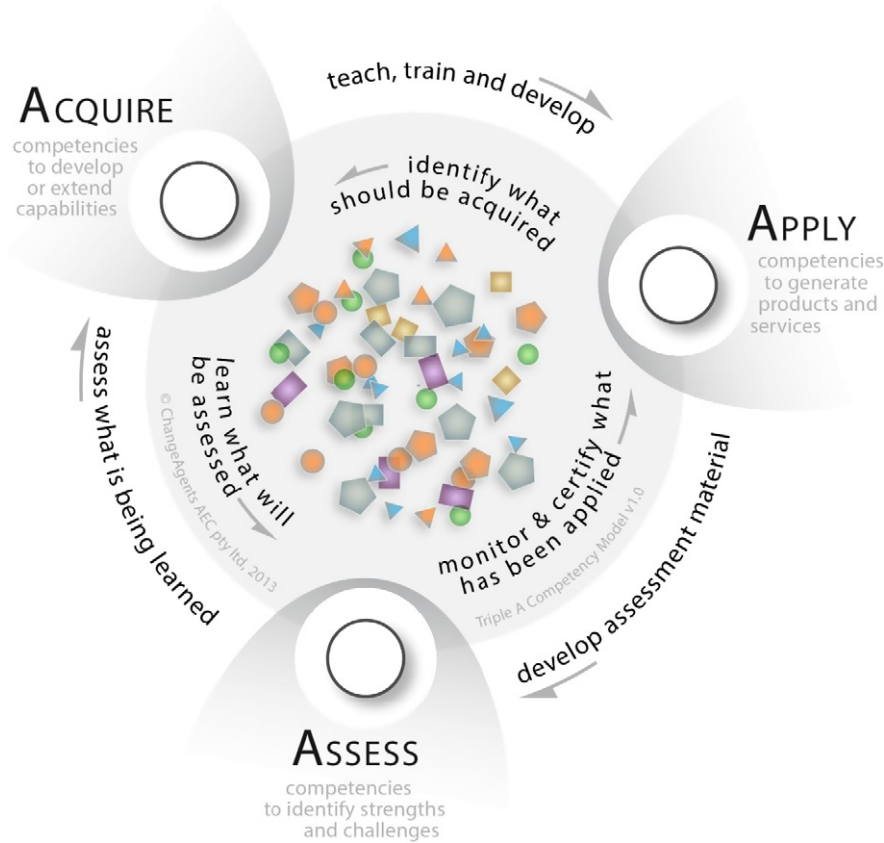 teach, train and develop
ACQUIRE
competencies
to develop
or extend
capabilities
identify what
should be acquired
APPLY
competencies
to generate
products and
services
assess what is being learned
learn what will
be assessed
© ChangeAgents AEC pty ltd, 2013
monitor & certify what
has been applied
Triple A Competency Model v1.0
develop assessment material
ASSESS
competencies
to identify strengths
and challenges